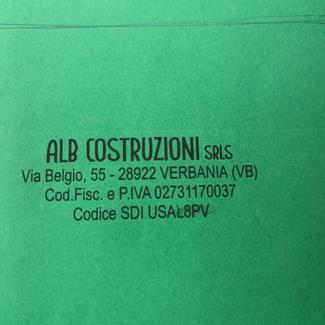 ALB COSTRUZIONI SRLS
Via Belgio, 55 - 28922 VERBANIA (VB)
Cod.Fisc. e P.IVA 02731170037
Codice SDI USAL8PV